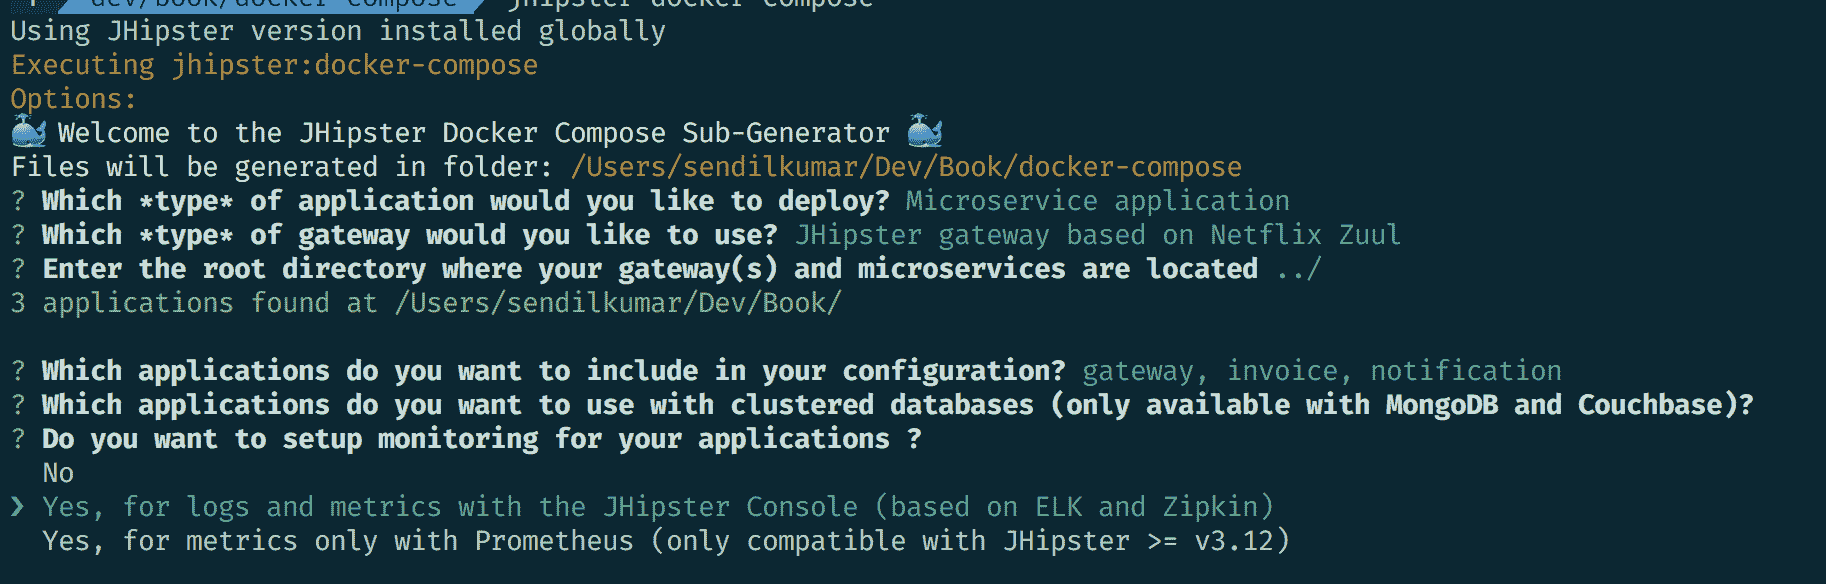 dev/book/docker-compose jhipster docker-compose
Using JHipster version installed globally
Executing jhipster:docker-compose
Options:
🐳 Welcome to the JHipster Docker Compose Sub-Generator 🐳
Files will be generated in folder: /Users/sendilkumar/Dev/Book/docker-compose
? Which *type* of application would you like to deploy? Microservice application
? Which *type* of gateway would you like to use? JHipster gateway based on Netflix Zuul
? Enter the root directory where your gateway(s) and microservices are located ../
3 applications found at /Users/sendilkumar/Dev/Book/
? Which applications do you want to include in your configuration? gateway, invoice, notification
? Which applications do you want to use with clustered databases (only available with MongoDB and Couchbase)?
? Do you want to setup monitoring for your applications ?
No
❯ Yes, for logs and metrics with the JHipster Console (based on ELK and Zipkin)
Yes, for metrics only with Prometheus (only compatible with JHipster >= v3.12)